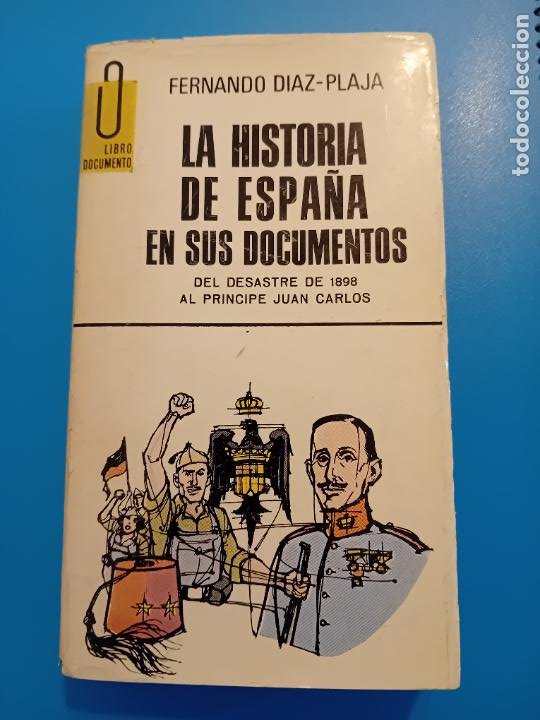 LIBRO
DOCUMENTO
FERNANDO DIAZ-PLAJA
LA HISTORIA
DE ESPAÑA
EN SUS DOCUMENTOS
DEL DESASTRE DE 1898
AL PRINCIPE JUAN CARLOS
todocoleccion